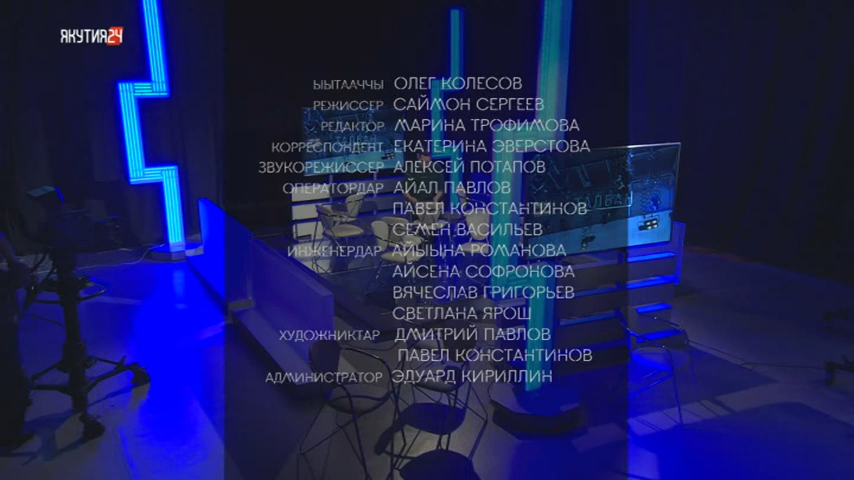 ЯКУТИЯ24
ЫЫТААЧЧЫ ОЛЕГ КОЛЕСОВ
РЕЖИССЕР САЙМОН СЕРГЕЕВ
РЕДАКТОР МАРИНА ТРОФИМОВА
КОРРЕСПОНДЕНТ ЕКАТЕРИНА ЭВЕРСТОВА
ЗВУКОРЕЖИССЕР АЛЕКСЕЙ ПОТАПОВ
ОПЕРАТОРДАР АЙАЛ ПАВЛОВ
ПАВЕЛ КОНСТАНТИНОВ
СЕМЕН ВАСИЛЬЕВ
ИНЖЕНЕРДАР АЙЫЫНА РОМАНОВА
АЙСЕНА СОФРОНОВА
ВЯЧЕСЛАВ ГРИГОРЬЕВ
СВЕТЛАНА ЯРОШ
ХУДОЖНИКТАР ДМИТРИЙ ПАВЛОВ
ПАВЕЛ КОНСТАНТИНОВ
АДМИНИСТРАТОР ЭДУАРД КИРИЛЛИН